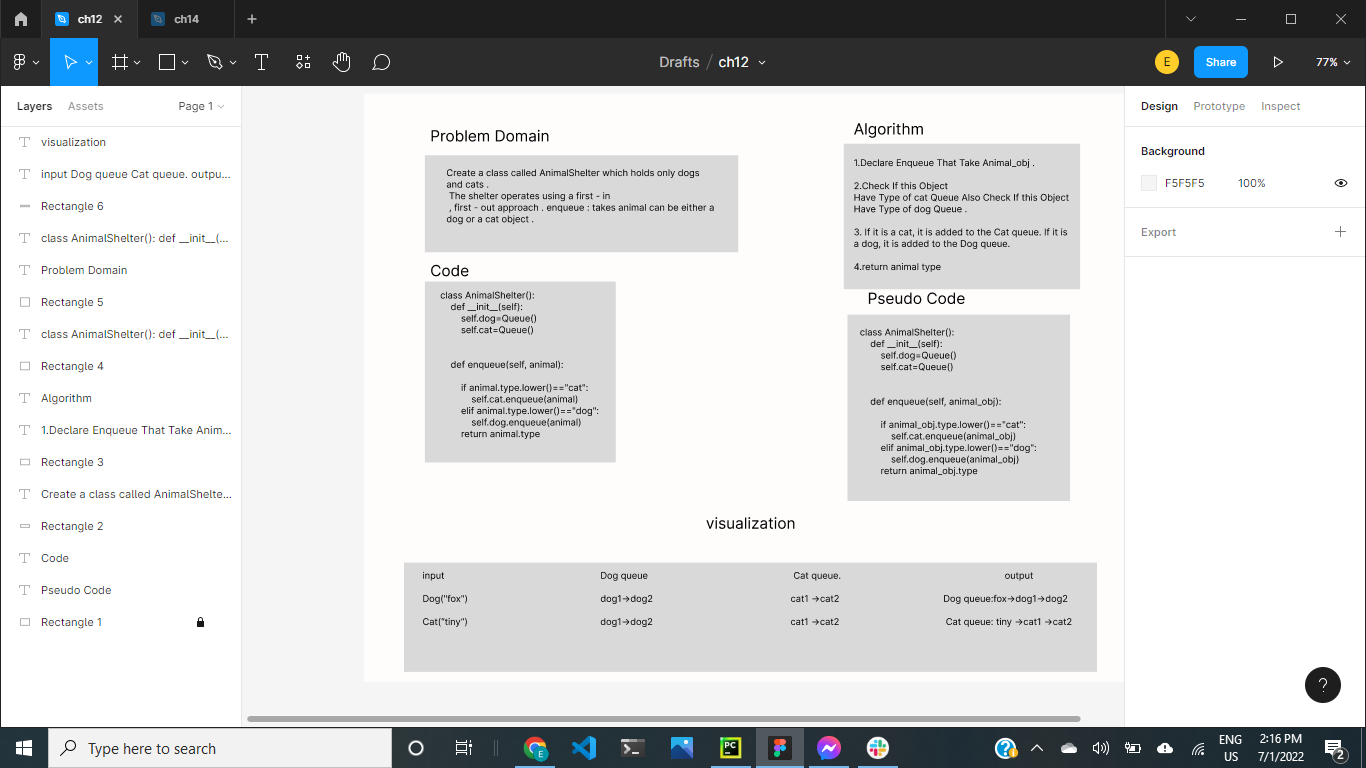 ch12
ch14
Drafts / ch12
E
Share
77%
Layers
Assets
Page 1
visualization
input Dog queue Cat queue. outpu...
Rectangle 6
class AnimalShelter(): def __init__(...
Problem Domain
Rectangle 5
class AnimalShelter(): def __init__(...
Rectangle 4
Algorithm
1.Declare Enqueue That Take Anim...
Rectangle 3
Create a class called AnimalShelte...
Rectangle 2
Code
Pseudo Code
Rectangle 1
Problem Domain
Create a class called AnimalShelter which holds only dogs
and cats .
The shelter operates using a first - in
, first - out approach . enqueue : takes animal can be either a
dog or a cat object .
Code
class AnimalShelter():
def __init__(self):
self.dog=Queue()
self.cat=Queue()
def enqueue(self, animal):
if animal.type.lower()=="cat":
self.cat.enqueue(animal)
elif animal.type.lower()=="dog":
self.dog.enqueue(animal)
return animal.type
Algorithm
1.Declare Enqueue That Take Animal_obj .
2.Check If this Object
Have Type of cat Queue Also Check If this Object
Have Type of dog Queue .
3. If it is a cat, it is added to the Cat queue. If it is
a dog, it is added to the Dog queue.
4.return animal type
Pseudo Code
class AnimalShelter():
def __init__(self):
self.dog=Queue()
self.cat=Queue()
def enqueue(self, animal_obj):
if animal_obj.type.lower()=="cat":
self.cat.enqueue(animal_obj)
elif animal_obj.type.lower()=="dog":
self.dog.enqueue(animal_obj)
return animal_obj.type
visualization
input Dog queue Cat queue. output
Dog("fox") dog1->dog2 cat1 ->cat2 Dog queue:fox->dog1->dog2
Cat("tiny") dog1->dog2 cat1 ->cat2 Cat queue: tiny ->cat1 ->cat2
Design
Prototype
Inspect
Background
F5F5F5
100%
Export
?
Type here to search
E
PC
ENG
US
2:16 PM
7/1/2022
2